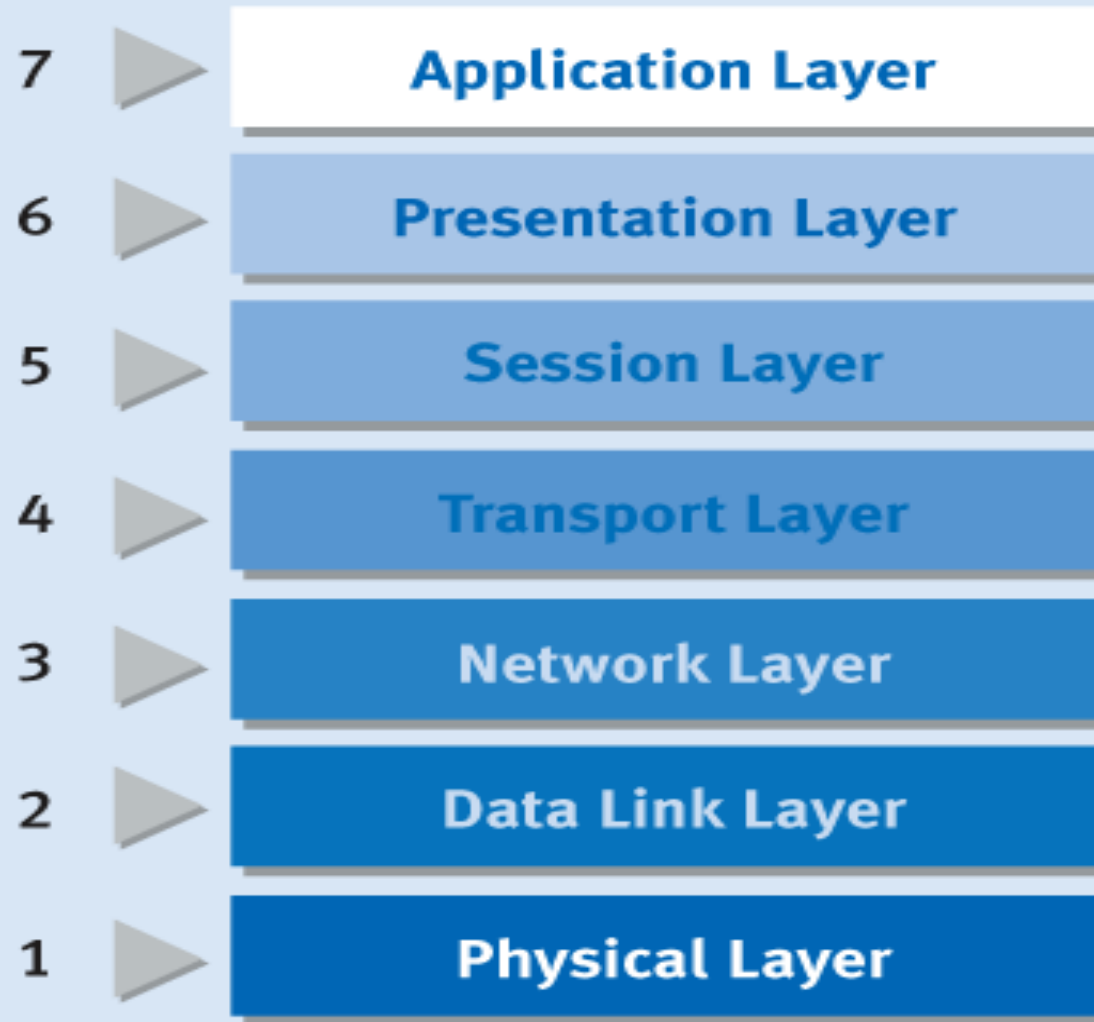 7 Application Layer
6 Presentation Layer
5 Session Layer
4 Transport Layer
3 Network Layer
2 Data Link Layer
1 Physical Layer